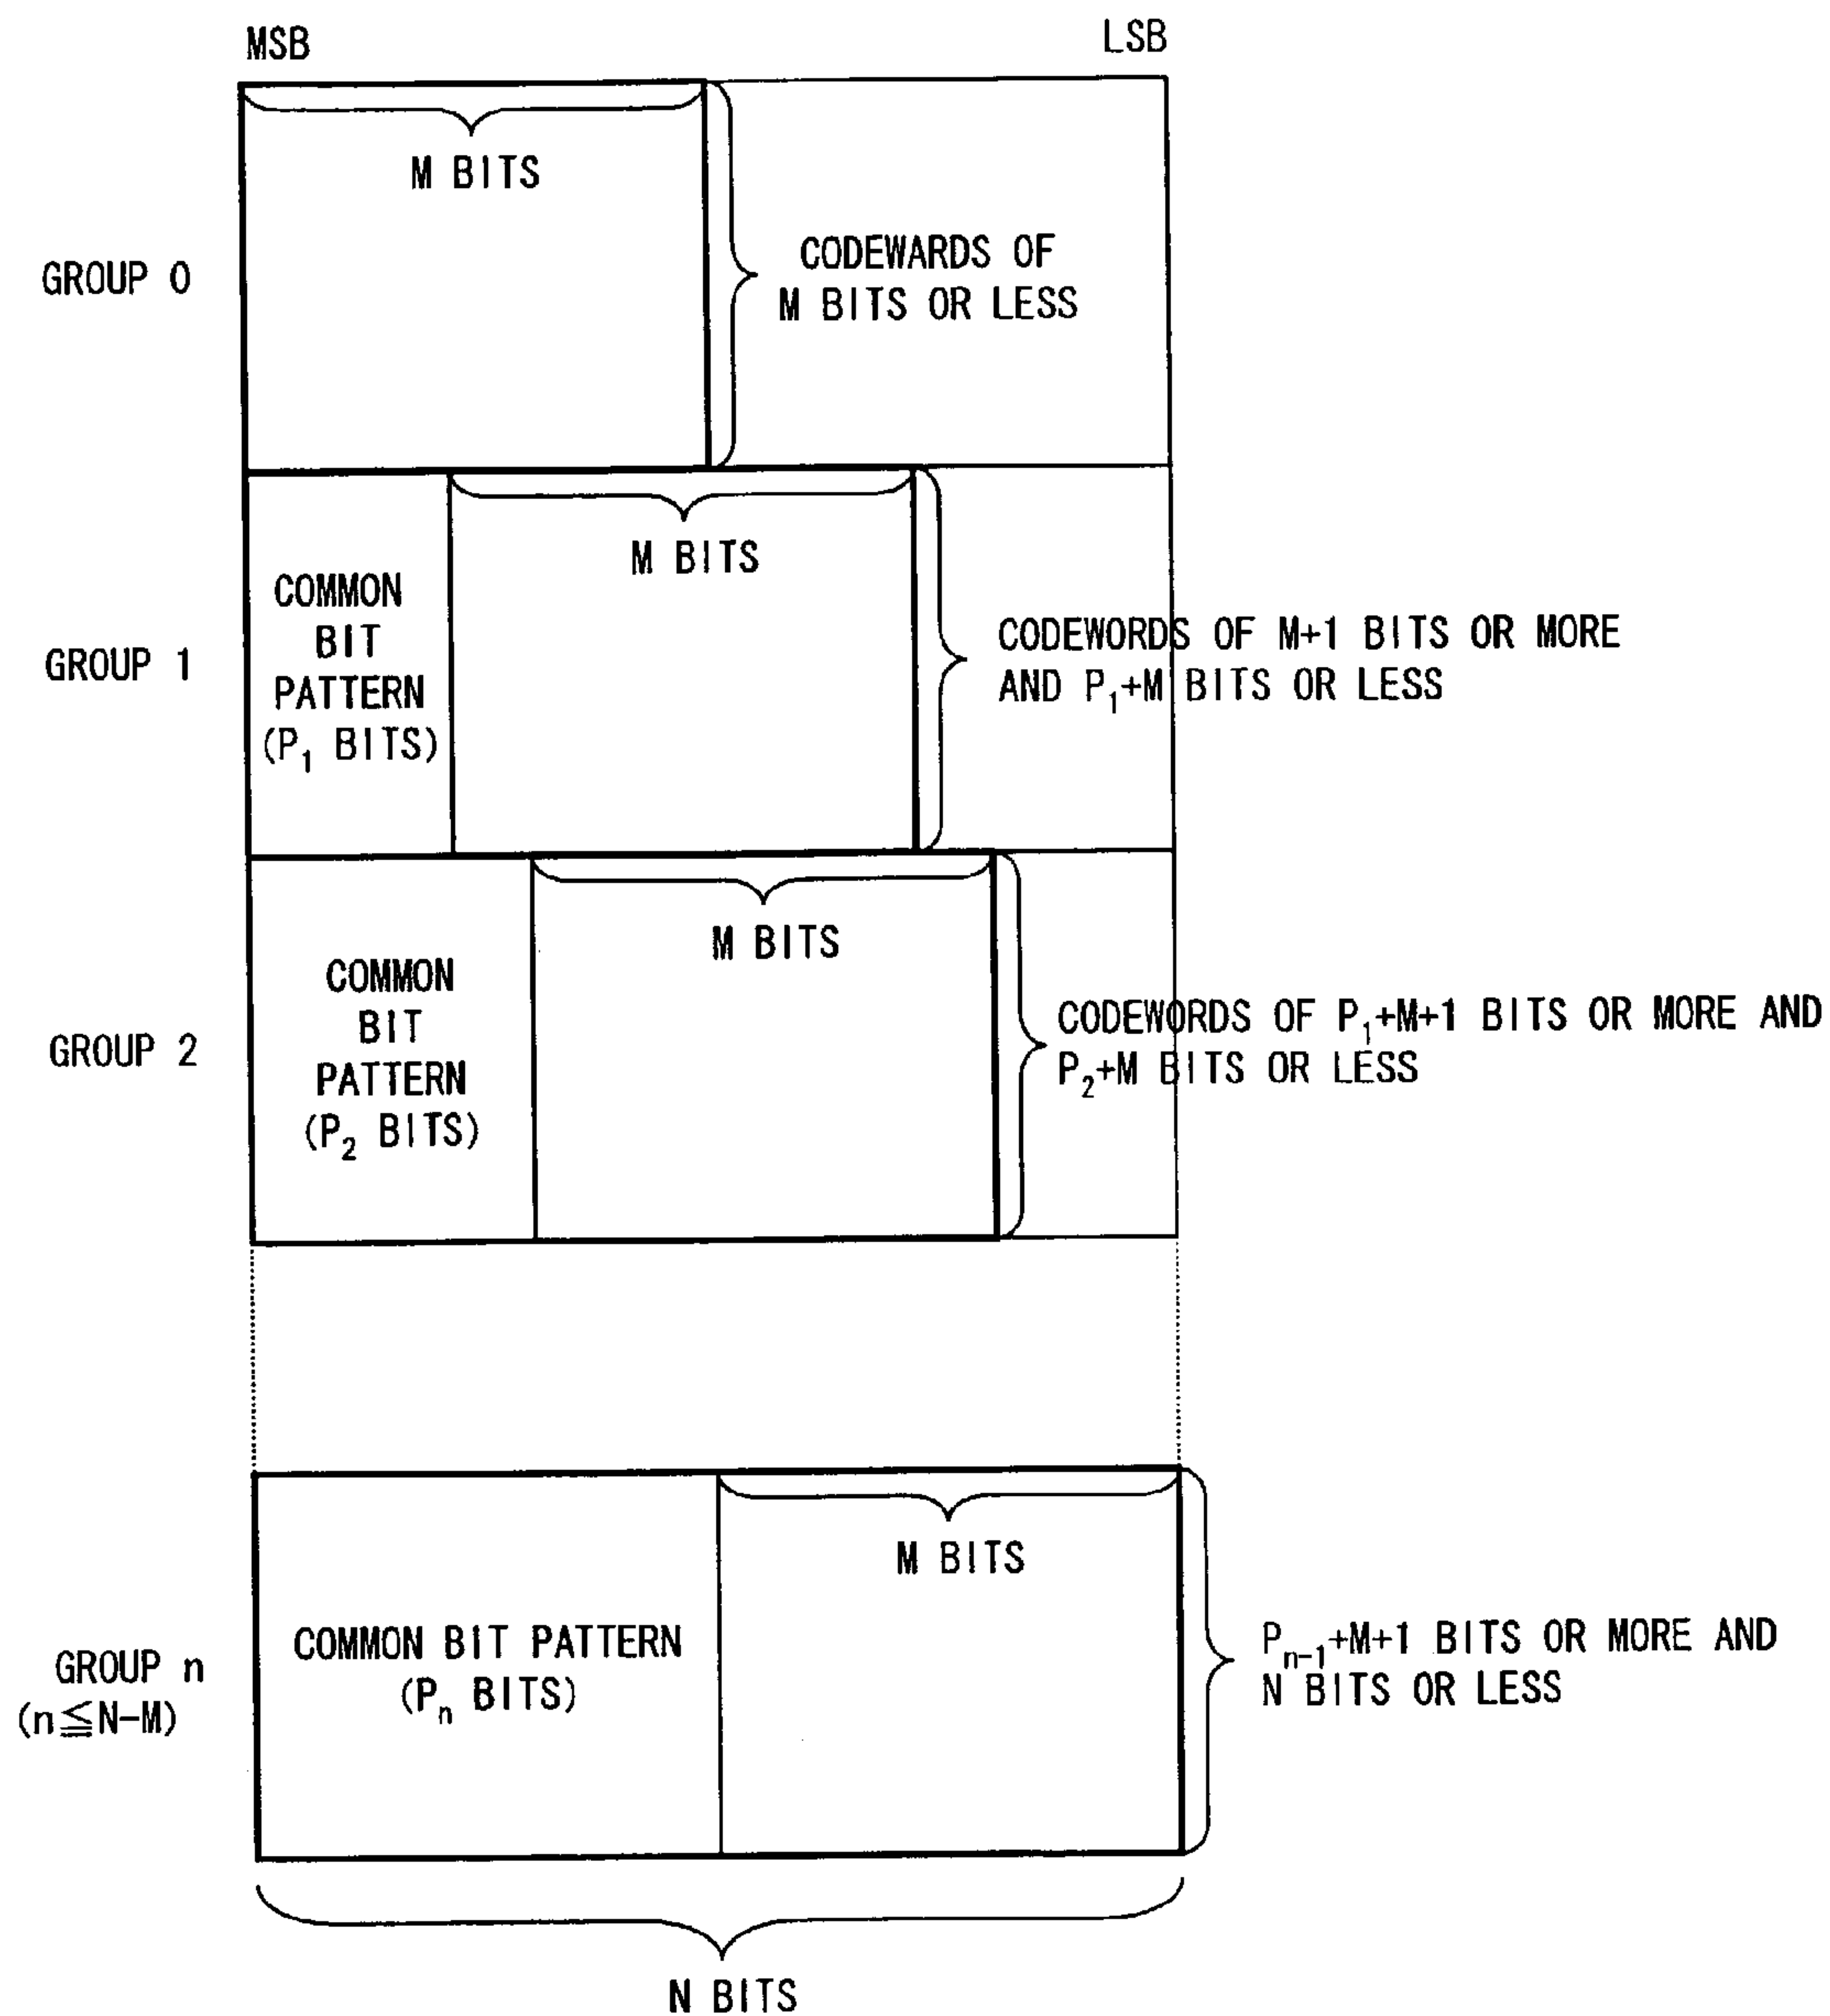 MSB
LSB
M BITS
GROUP 0
CODEWARDS OF
M BITS OR LESS
M BITS
GROUP 1
COMMON
BIT
PATTERN
(P₁ BITS)
CODEWORDS OF M+1 BITS OR MORE
AND P₁+M BITS OR LESS
M BITS
GROUP 2
COMMON
BIT
PATTERN
(P₂ BITS)
CODEWORDS OF P₁+M+1 BITS OR MORE AND
P₂+M BITS OR LESS
M BITS
GROUP n
(n≦N−M)
COMMON BIT PATTERN
(Pₙ BITS)
Pₙ₋₁+M+1 BITS OR MORE AND
N BITS OR LESS
N BITS